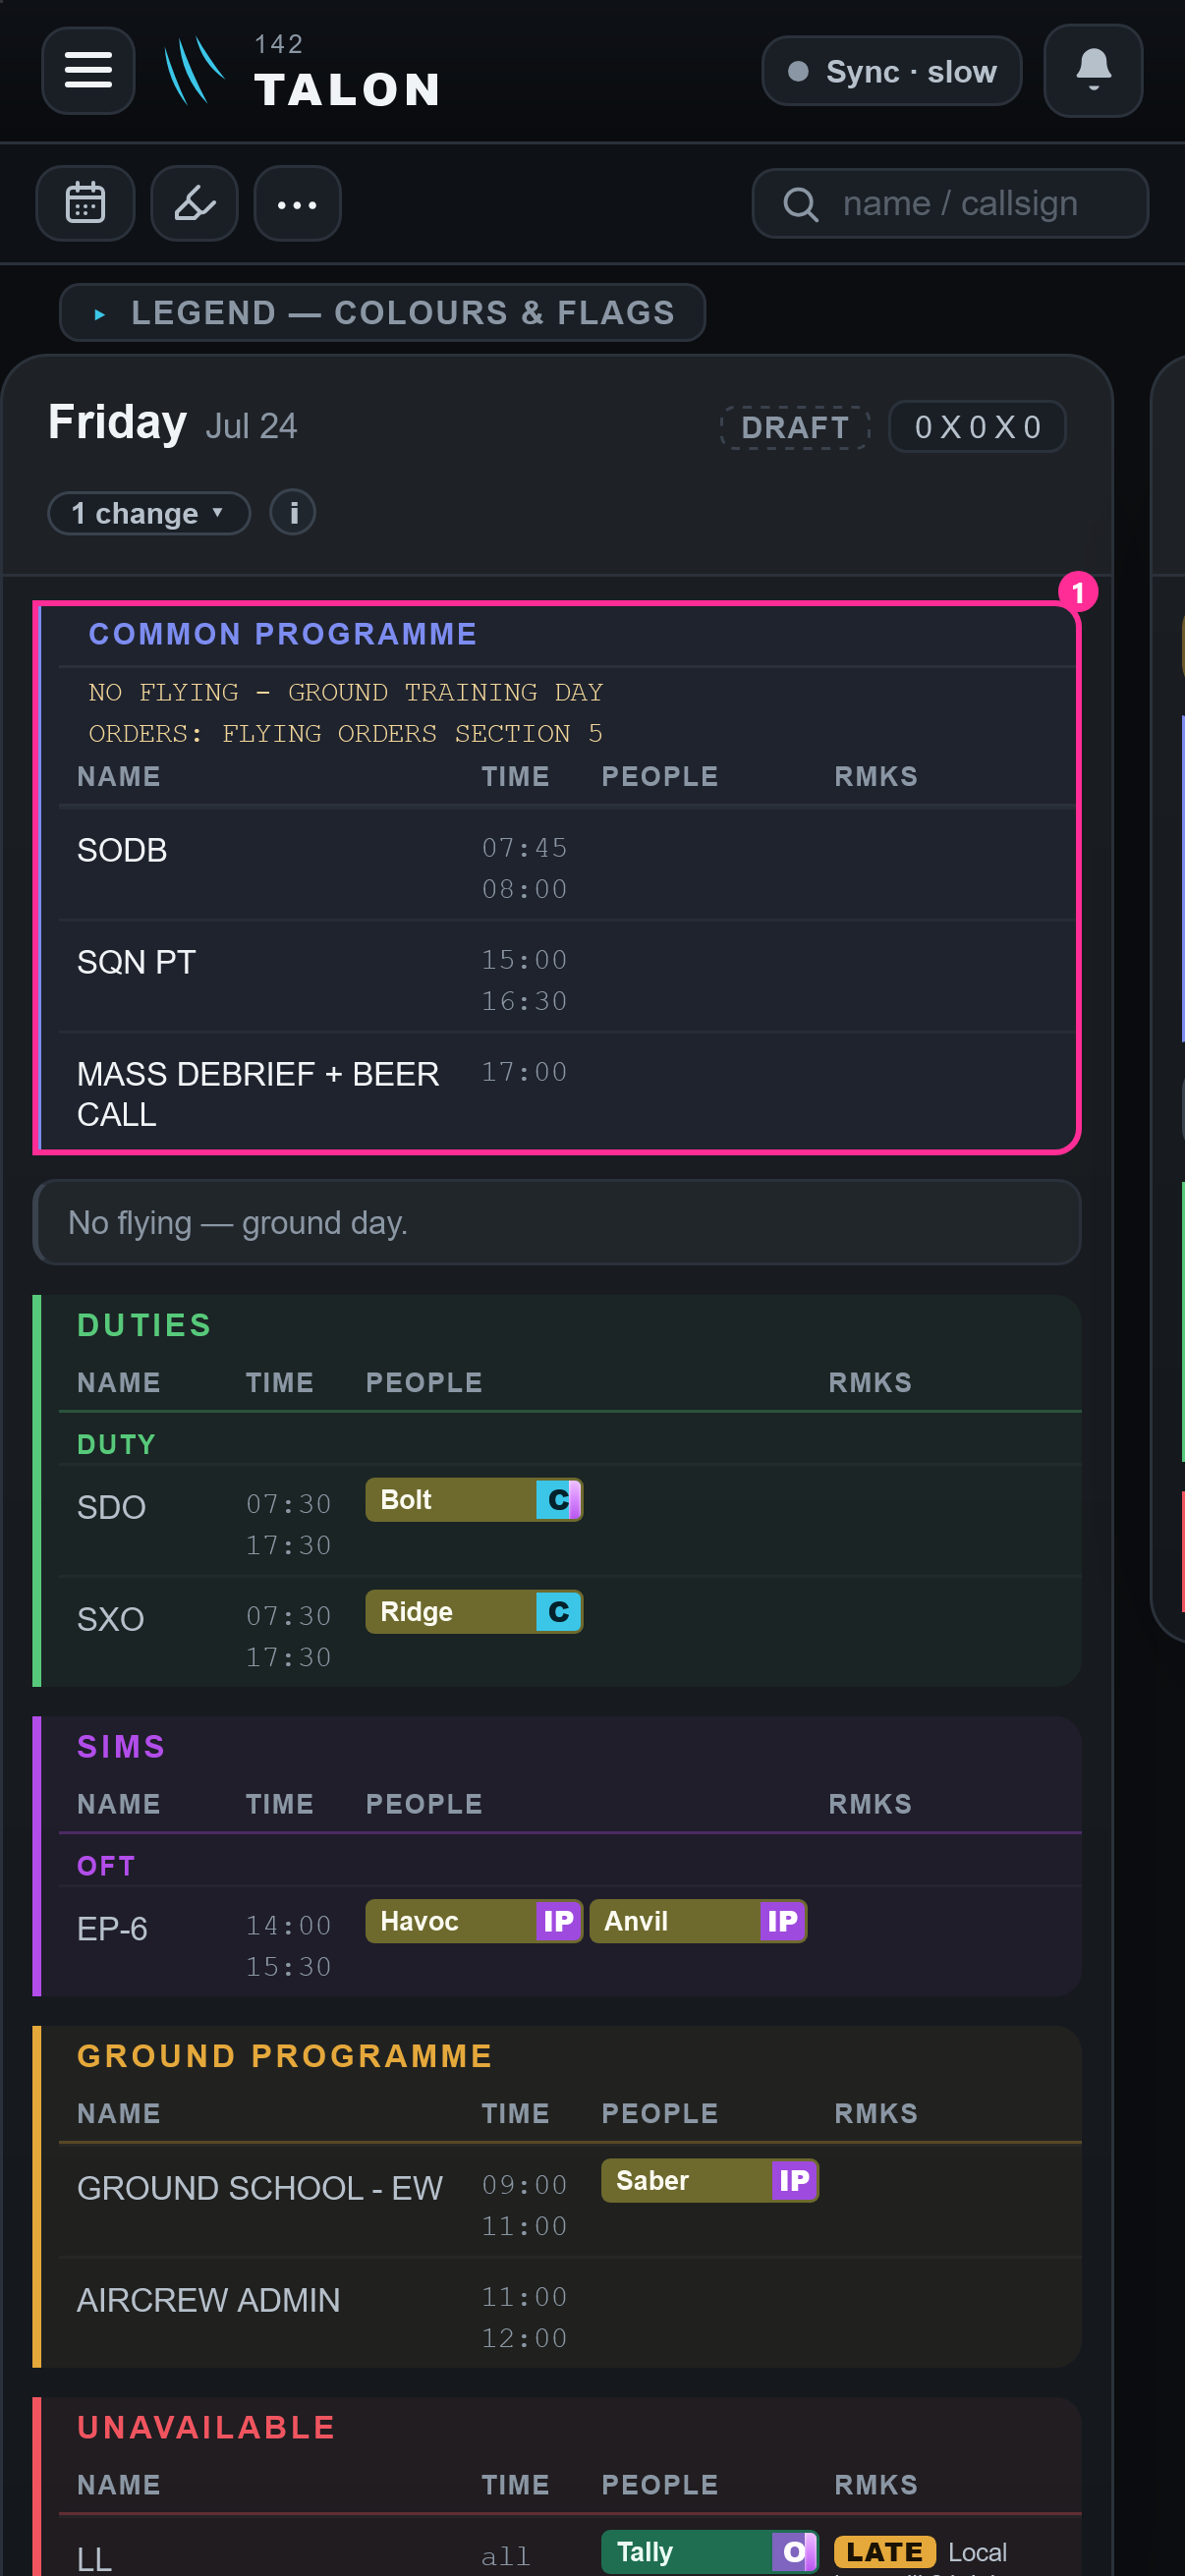 142
TALON
Sync · slow
name / callsign
▸ LEGEND — COLOURS & FLAGS
Friday Jul 24
DRAFT
0 X 0 X 0
1 change ▾
i
1
COMMON PROGRAMME
NO FLYING - GROUND TRAINING DAY
ORDERS: FLYING ORDERS SECTION 5
NAME TIME PEOPLE RMKS
SODB 07:45
08:00
SQN PT 15:00
16:30
MASS DEBRIEF + BEER 17:00
CALL
No flying — ground day.
DUTIES
NAME TIME PEOPLE RMKS
DUTY
SDO 07:30 Bolt C
17:30
SXO 07:30 Ridge C
17:30
SIMS
NAME TIME PEOPLE RMKS
OFT
EP-6 14:00 Havoc IP Anvil IP
15:30
GROUND PROGRAMME
NAME TIME PEOPLE RMKS
GROUND SCHOOL - EW 09:00 Saber IP
11:00
AIRCREW ADMIN 11:00
12:00
UNAVAILABLE
NAME TIME PEOPLE RMKS
LL all Tally O LATE Local